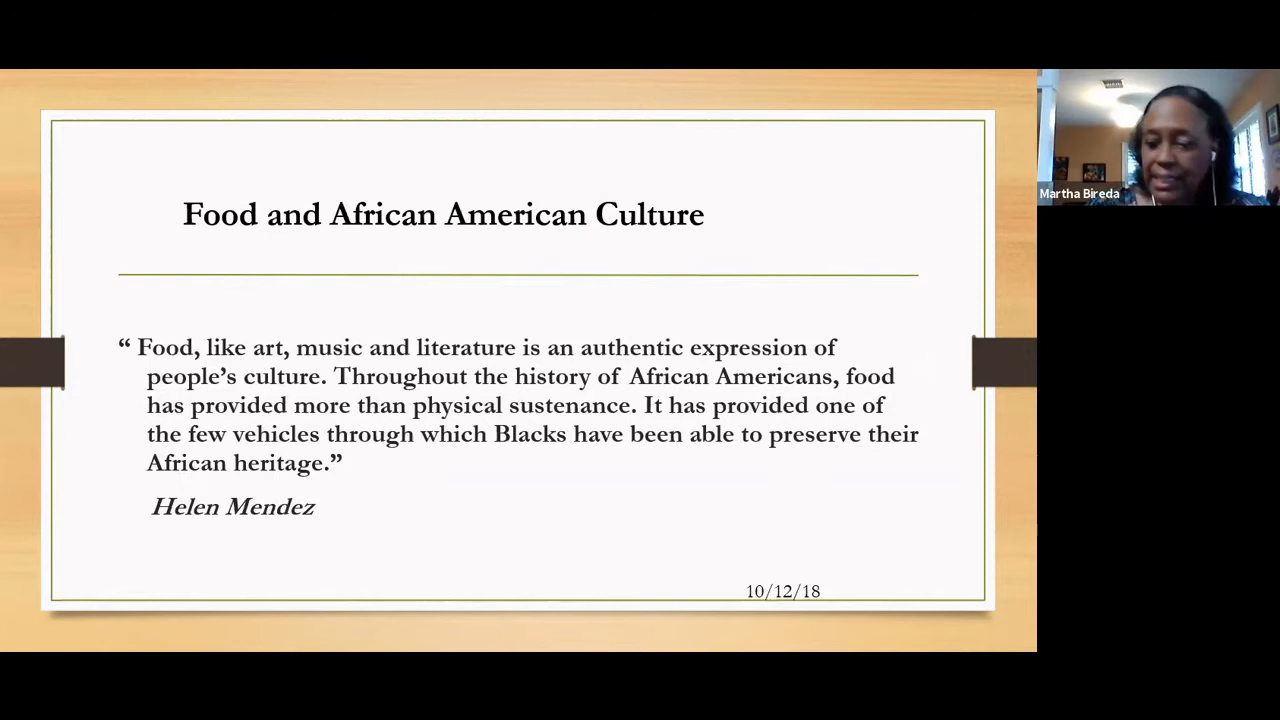 Food and African American Culture
“ Food, like art, music and literature is an authentic expression of
people’s culture. Throughout the history of African Americans, food
has provided more than physical sustenance. It has provided one of
the few vehicles through which Blacks have been able to preserve their
African heritage.”
Helen Mendez
10/12/18
Martha Bireda